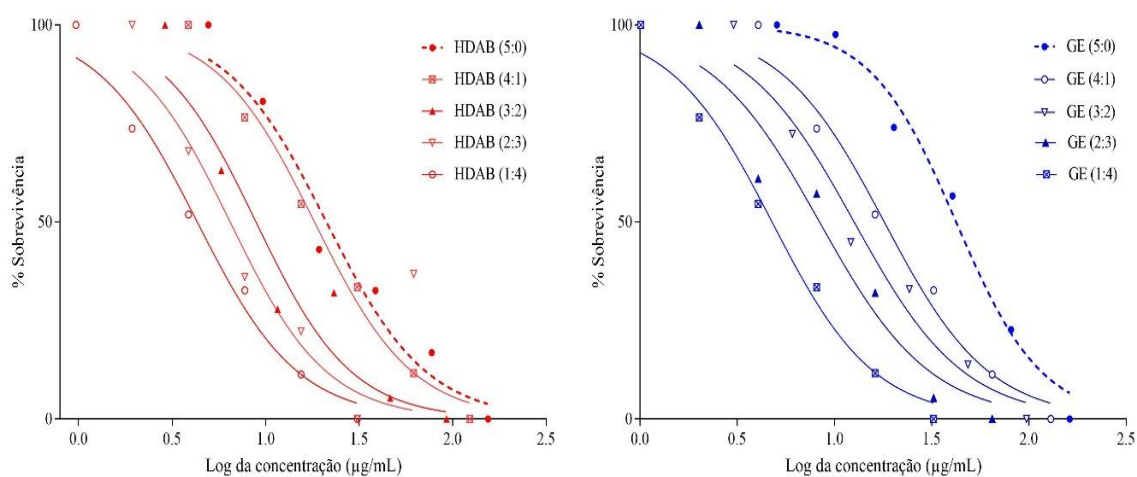 100
50
0
% Sobrevivência
HDAB (5:0)
HDAB (4:1)
HDAB (3:2)
HDAB (2:3)
HDAB (1:4)
0.0 0.5 1.0 1.5 2.0 2.5
Log da concentração (µg/mL)
100
50
0
% Sobrevivência
GE (5:0)
GE (4:1)
GE (3:2)
GE (2:3)
GE (1:4)
0.0 0.5 1.0 1.5 2.0 2.5
Log da concentração (µg/mL)